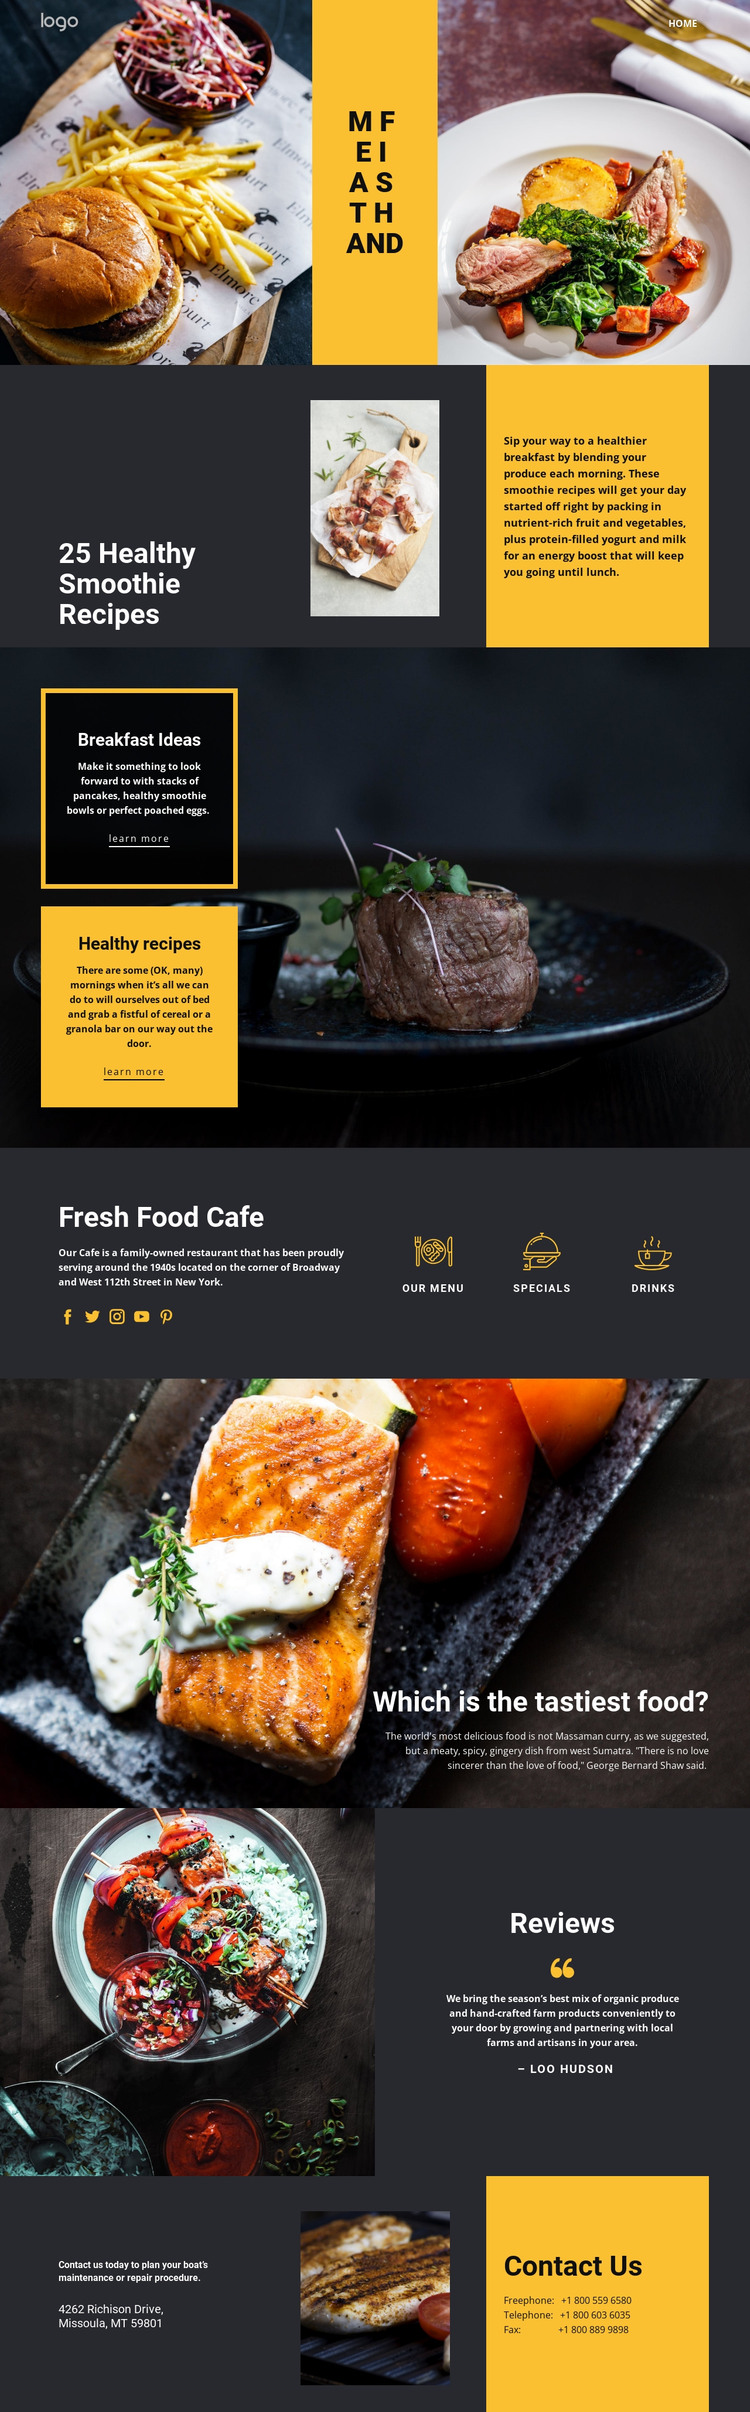 logo
HOME
M F
E I
A S
T H
AND
Elmore Court
25 Healthy
Smoothie
Recipes
Sip your way to a healthier
breakfast by blending your
produce each morning. These
smoothie recipes will get your day
started off right by packing in
nutrient-rich fruit and vegetables,
plus protein-filled yogurt and milk
for an energy boost that will keep
you going until lunch.
Breakfast Ideas
Make it something to look
forward to with stacks of
pancakes, healthy smoothie
bowls or perfect poached eggs.
learn more
Healthy recipes
There are some (OK, many)
mornings when it's all we can
do to will ourselves out of bed
and grab a fistful of cereal or a
granola bar on our way out the
door.
learn more
Fresh Food Cafe
Our Cafe is a family-owned restaurant that has been proudly
serving around the 1940s located on the corner of Broadway
and West 112th Street in New York.
OUR MENU
SPECIALS
DRINKS
Which is the tastiest food?
The world's most delicious food is not Massaman curry, as we suggested,
but a meaty, spicy, gingery dish from west Sumatra. "There is no love
sincerer than the love of food," George Bernard Shaw said.
Reviews
We bring the season's best mix of organic produce
and hand-crafted farm products conveniently to
your door by growing and partnering with local
farms and artisans in your area.
– LOO HUDSON
Contact us today to plan your boat's
maintenance or repair procedure.
4262 Richison Drive,
Missoula, MT 59801
Contact Us
Freephone: +1 800 559 6580
Telephone: +1 800 603 6035
Fax: +1 800 889 9898